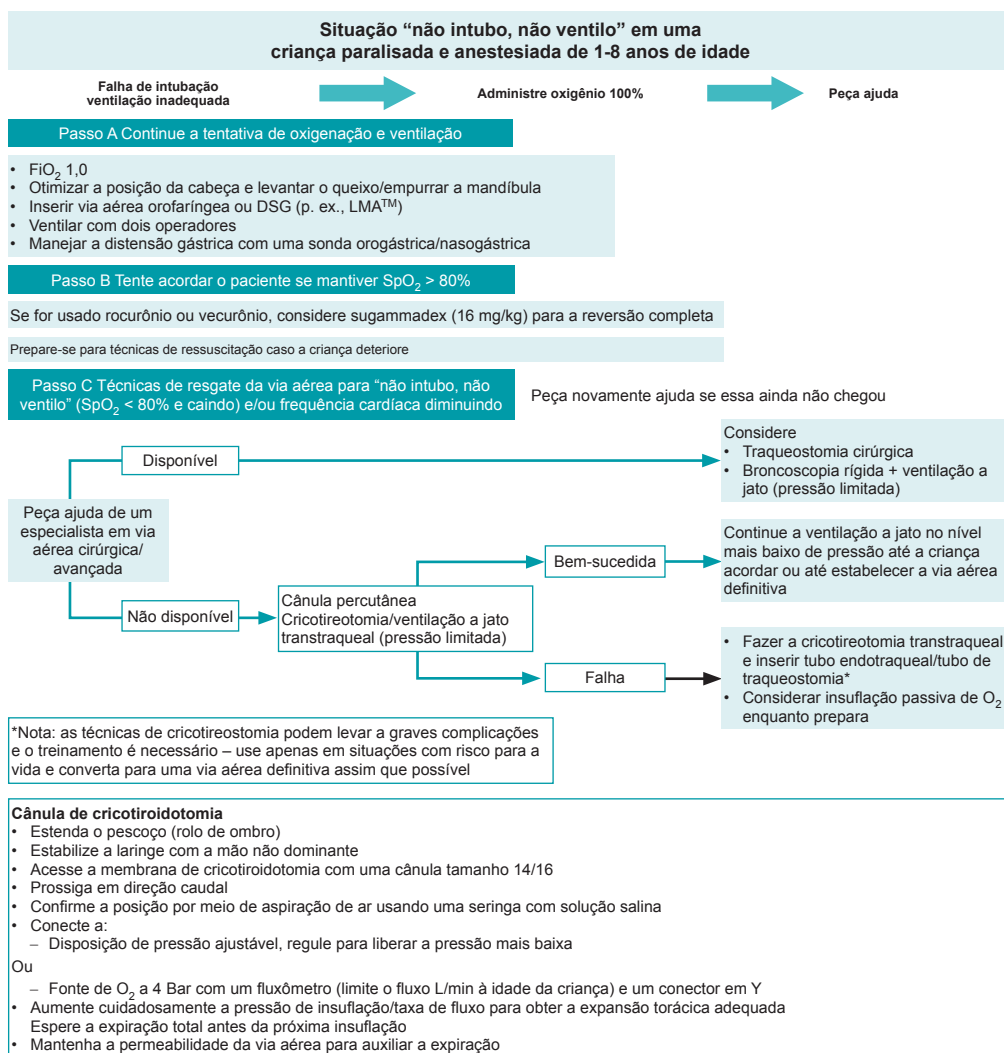 Situação “não intubo, não ventilo” em uma
criança paralisada e anestesiada de 1-8 anos de idade
Falha de intubação
ventilação inadequada
Administre oxigênio 100%
Peça ajuda
Passo A Continue a tentativa de oxigenação e ventilação
• FiO2 1,0
• Otimizar a posição da cabeça e levantar o queixo/empurrar a mandíbula
• Inserir via aérea orofaríngea ou DSG (p. ex., LMA™)
• Ventilar com dois operadores
• Manejar a distensão gástrica com uma sonda orogástrica/nasogástrica
Passo B Tente acordar o paciente se mantiver SpO2 > 80%
Se for usado rocurônio ou vecurônio, considere sugammadex (16 mg/kg) para a reversão completa
Prepare-se para técnicas de ressuscitação caso a criança deteriore
Passo C Técnicas de resgate da via aérea para “não intubo, não
ventilo” (SpO2 < 80% e caindo) e/ou frequência cardíaca diminuindo
Peça novamente ajuda se essa ainda não chegou
Peça ajuda de um
especialista em via
aérea cirúrgica/
avançada
Disponível
Considere
• Traqueostomia cirúrgica
• Broncoscopia rígida + ventilação a
jato (pressão limitada)
Não disponível
Cânula percutânea
Cricotireotomia/ventilação a jato
transtraqueal (pressão limitada)
Bem-sucedida
Continue a ventilação a jato no nível
mais baixo de pressão até a criança
acordar ou até estabelecer a via aérea
definitiva
Falha
• Fazer a cricotireotomia transtraqueal
e inserir tubo endotraqueal/tubo de
traqueostomia*
• Considerar insuflação passiva de O2
enquanto prepara
*Nota: as técnicas de cricotireostomia podem levar a graves complicações
e o treinamento é necessário – use apenas em situações com risco para a
vida e converta para uma via aérea definitiva assim que possível
Cânula de cricotiroidotomia
• Estenda o pescoço (rolo de ombro)
• Estabilize a laringe com a mão não dominante
• Acesse a membrana de cricotiroidotomia com uma cânula tamanho 14/16
• Prossiga em direção caudal
• Confirme a posição por meio de aspiração de ar usando uma seringa com solução salina
• Conecte a:
– Disposição de pressão ajustável, regule para liberar a pressão mais baixa
Ou
– Fonte de O2 a 4 Bar com um fluxômetro (limite o fluxo L/min à idade da criança) e um conector em Y
• Aumente cuidadosamente a pressão de insuflação/taxa de fluxo para obter a expansão torácica adequada
Espere a expiração total antes da próxima insuflação
• Mantenha a permeabilidade da via aérea para auxiliar a expiração